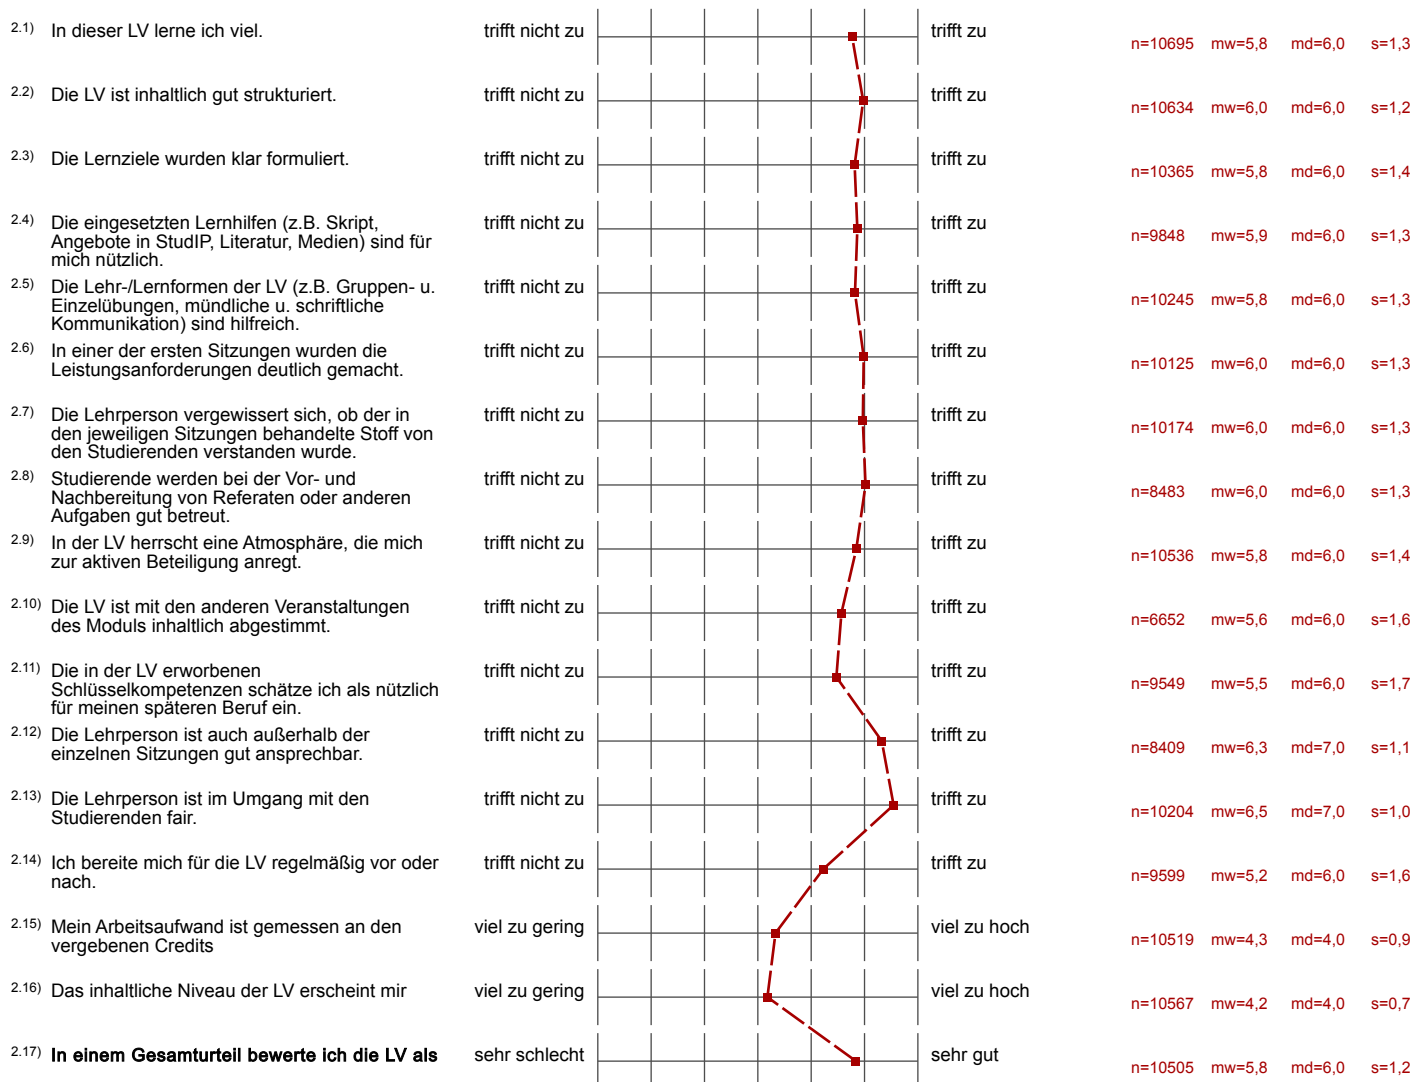 2.1) In dieser LV lerne ich viel. trifft nicht zu trifft zu n=10695 mw=5,8 md=6,0 s=1,3
2.2) Die LV ist inhaltlich gut strukturiert. trifft nicht zu trifft zu n=10634 mw=6,0 md=6,0 s=1,2
2.3) Die Lernziele wurden klar formuliert. trifft nicht zu trifft zu n=10365 mw=5,8 md=6,0 s=1,4
2.4) Die eingesetzten Lernhilfen (z.B. Skript, trifft nicht zu trifft zu
Angebote in StudIP, Literatur, Medien) sind für n=9848 mw=5,9 md=6,0 s=1,3
mich nützlich.
2.5) Die Lehr-/Lernformen der LV (z.B. Gruppen- u. trifft nicht zu trifft zu
Einzelübungen, mündliche u. schriftliche n=10245 mw=5,8 md=6,0 s=1,3
Kommunikation) sind hilfreich.
2.6) In einer der ersten Sitzungen wurden die trifft nicht zu trifft zu
Leistungsanforderungen deutlich gemacht. n=10125 mw=6,0 md=6,0 s=1,3
2.7) Die Lehrperson vergewissert sich, ob der in trifft nicht zu trifft zu
den jeweiligen Sitzungen behandelte Stoff von n=10174 mw=6,0 md=6,0 s=1,3
den Studierenden verstanden wurde.
2.8) Studierende werden bei der Vor- und trifft nicht zu trifft zu
Nachbereitung von Referaten oder anderen n=8483 mw=6,0 md=6,0 s=1,3
Aufgaben gut betreut.
2.9) In der LV herrscht eine Atmosphäre, die mich trifft nicht zu trifft zu
zur aktiven Beteiligung anregt. n=10536 mw=5,8 md=6,0 s=1,4
2.10) Die LV ist mit den anderen Veranstaltungen trifft nicht zu trifft zu
des Moduls inhaltlich abgestimmt. n=6652 mw=5,6 md=6,0 s=1,6
2.11) Die in der LV erworbenen trifft nicht zu trifft zu
Schlüsselkompetenzen schätze ich als nützlich n=9549 mw=5,5 md=6,0 s=1,7
für meinen späteren Beruf ein.
2.12) Die Lehrperson ist auch außerhalb der trifft nicht zu trifft zu
einzelnen Sitzungen gut ansprechbar. n=8409 mw=6,3 md=7,0 s=1,1
2.13) Die Lehrperson ist im Umgang mit den trifft nicht zu trifft zu
Studierenden fair. n=10204 mw=6,5 md=7,0 s=1,0
2.14) Ich bereite mich für die LV regelmäßig vor oder trifft nicht zu trifft zu
nach. n=9599 mw=5,2 md=6,0 s=1,6
2.15) Mein Arbeitsaufwand ist gemessen an den viel zu gering viel zu hoch
vergebenen Credits n=10519 mw=4,3 md=4,0 s=0,9
2.16) Das inhaltliche Niveau der LV erscheint mir viel zu gering viel zu hoch n=10567 mw=4,2 md=4,0 s=0,7
2.17) In einem Gesamturteil bewerte ich die LV als sehr schlecht sehr gut n=10505 mw=5,8 md=6,0 s=1,2